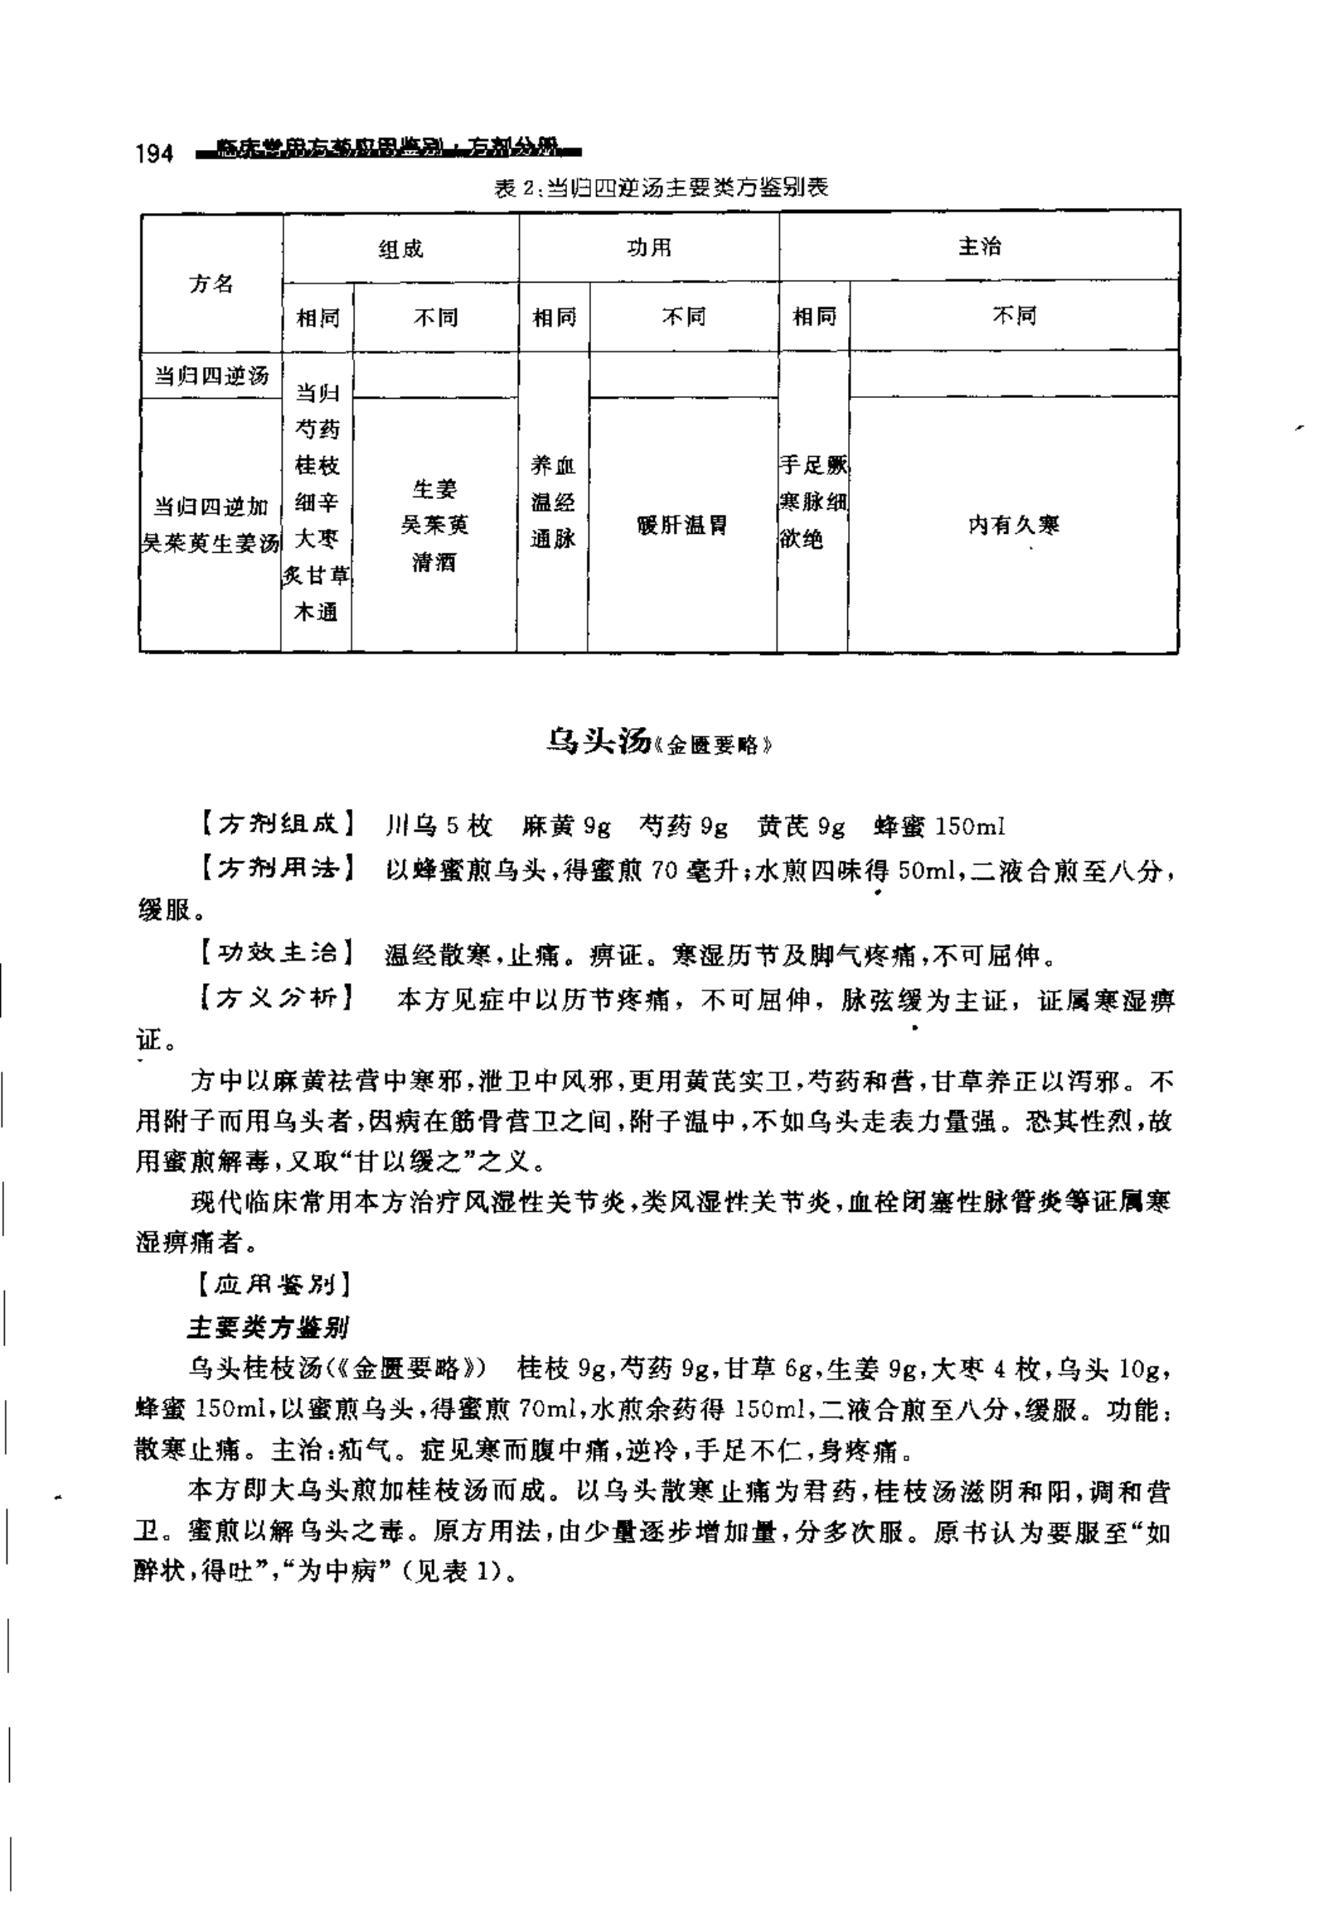 194 临床常用方药应用鉴别·方剂分册
表 2:当归四逆汤主要类方鉴别表
方名 组成 功用 主治
相同 不同 相同 不同 相同 不同
当归四逆汤
当归四逆加
吴茱萸生姜汤
当归
芍药
桂枝
细辛
大枣
炙甘草
木通
生姜
吴茱萸
清酒
养血
温经
通脉
暖肝温胃
手足厥
寒脉细
欲绝
内有久寒
乌头汤《金匮要略》
【方剂组成】 川乌 5 枚 麻黄 9g 芍药 9g 黄芪 9g 蜂蜜 150ml
【方剂用法】 以蜂蜜煎乌头,得蜜煎 70 毫升;水煎四味得 50ml,二液合煎至八分,
缓服。
【功效主治】 温经散寒,止痛。痹证。寒湿历节及脚气疼痛,不可屈伸。
【方义分析】 本方见症中以历节疼痛，不可屈伸，脉弦缓为主证，证属寒湿痹
证。
方中以麻黄祛营中寒邪,泄卫中风邪,更用黄芪实卫,芍药和营,甘草养正以泻邪。不
用附子而用乌头者,因病在筋骨营卫之间,附子温中,不如乌头走表力量强。恐其性烈,故
用蜜煎解毒,又取“甘以缓之”之义。
现代临床常用本方治疗风湿性关节炎,类风湿性关节炎,血栓闭塞性脉管炎等证属寒
湿痹痛者。
【应用鉴别】
主要类方鉴别
乌头桂枝汤(《金匮要略》) 桂枝 9g,芍药 9g,甘草 6g,生姜 9g,大枣 4 枚,乌头 10g,
蜂蜜 150ml,以蜜煎乌头,得蜜煎 70ml,水煎余药得 150ml,二液合煎至八分,缓服。功能:
散寒止痛。主治:疝气。症见寒而腹中痛,逆冷,手足不仁,身疼痛。
本方即大乌头煎加桂枝汤而成。以乌头散寒止痛为君药,桂枝汤滋阴和阳,调和营
卫。蜜煎以解乌头之毒。原方用法,由少量逐步增加量,分多次服。原书认为要服至“如
醉状,得吐”,“为中病”(见表 1)。